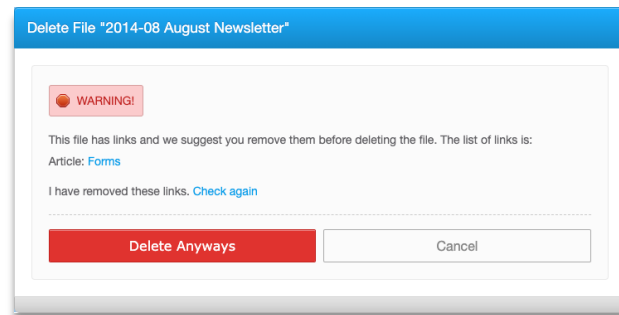 Delete File "2014-08 August Newsletter"
WARNING!
This file has links and we suggest you remove them before deleting the file. The list of links is:
Article: Forms
I have removed these links. Check again
Delete Anyways
Cancel